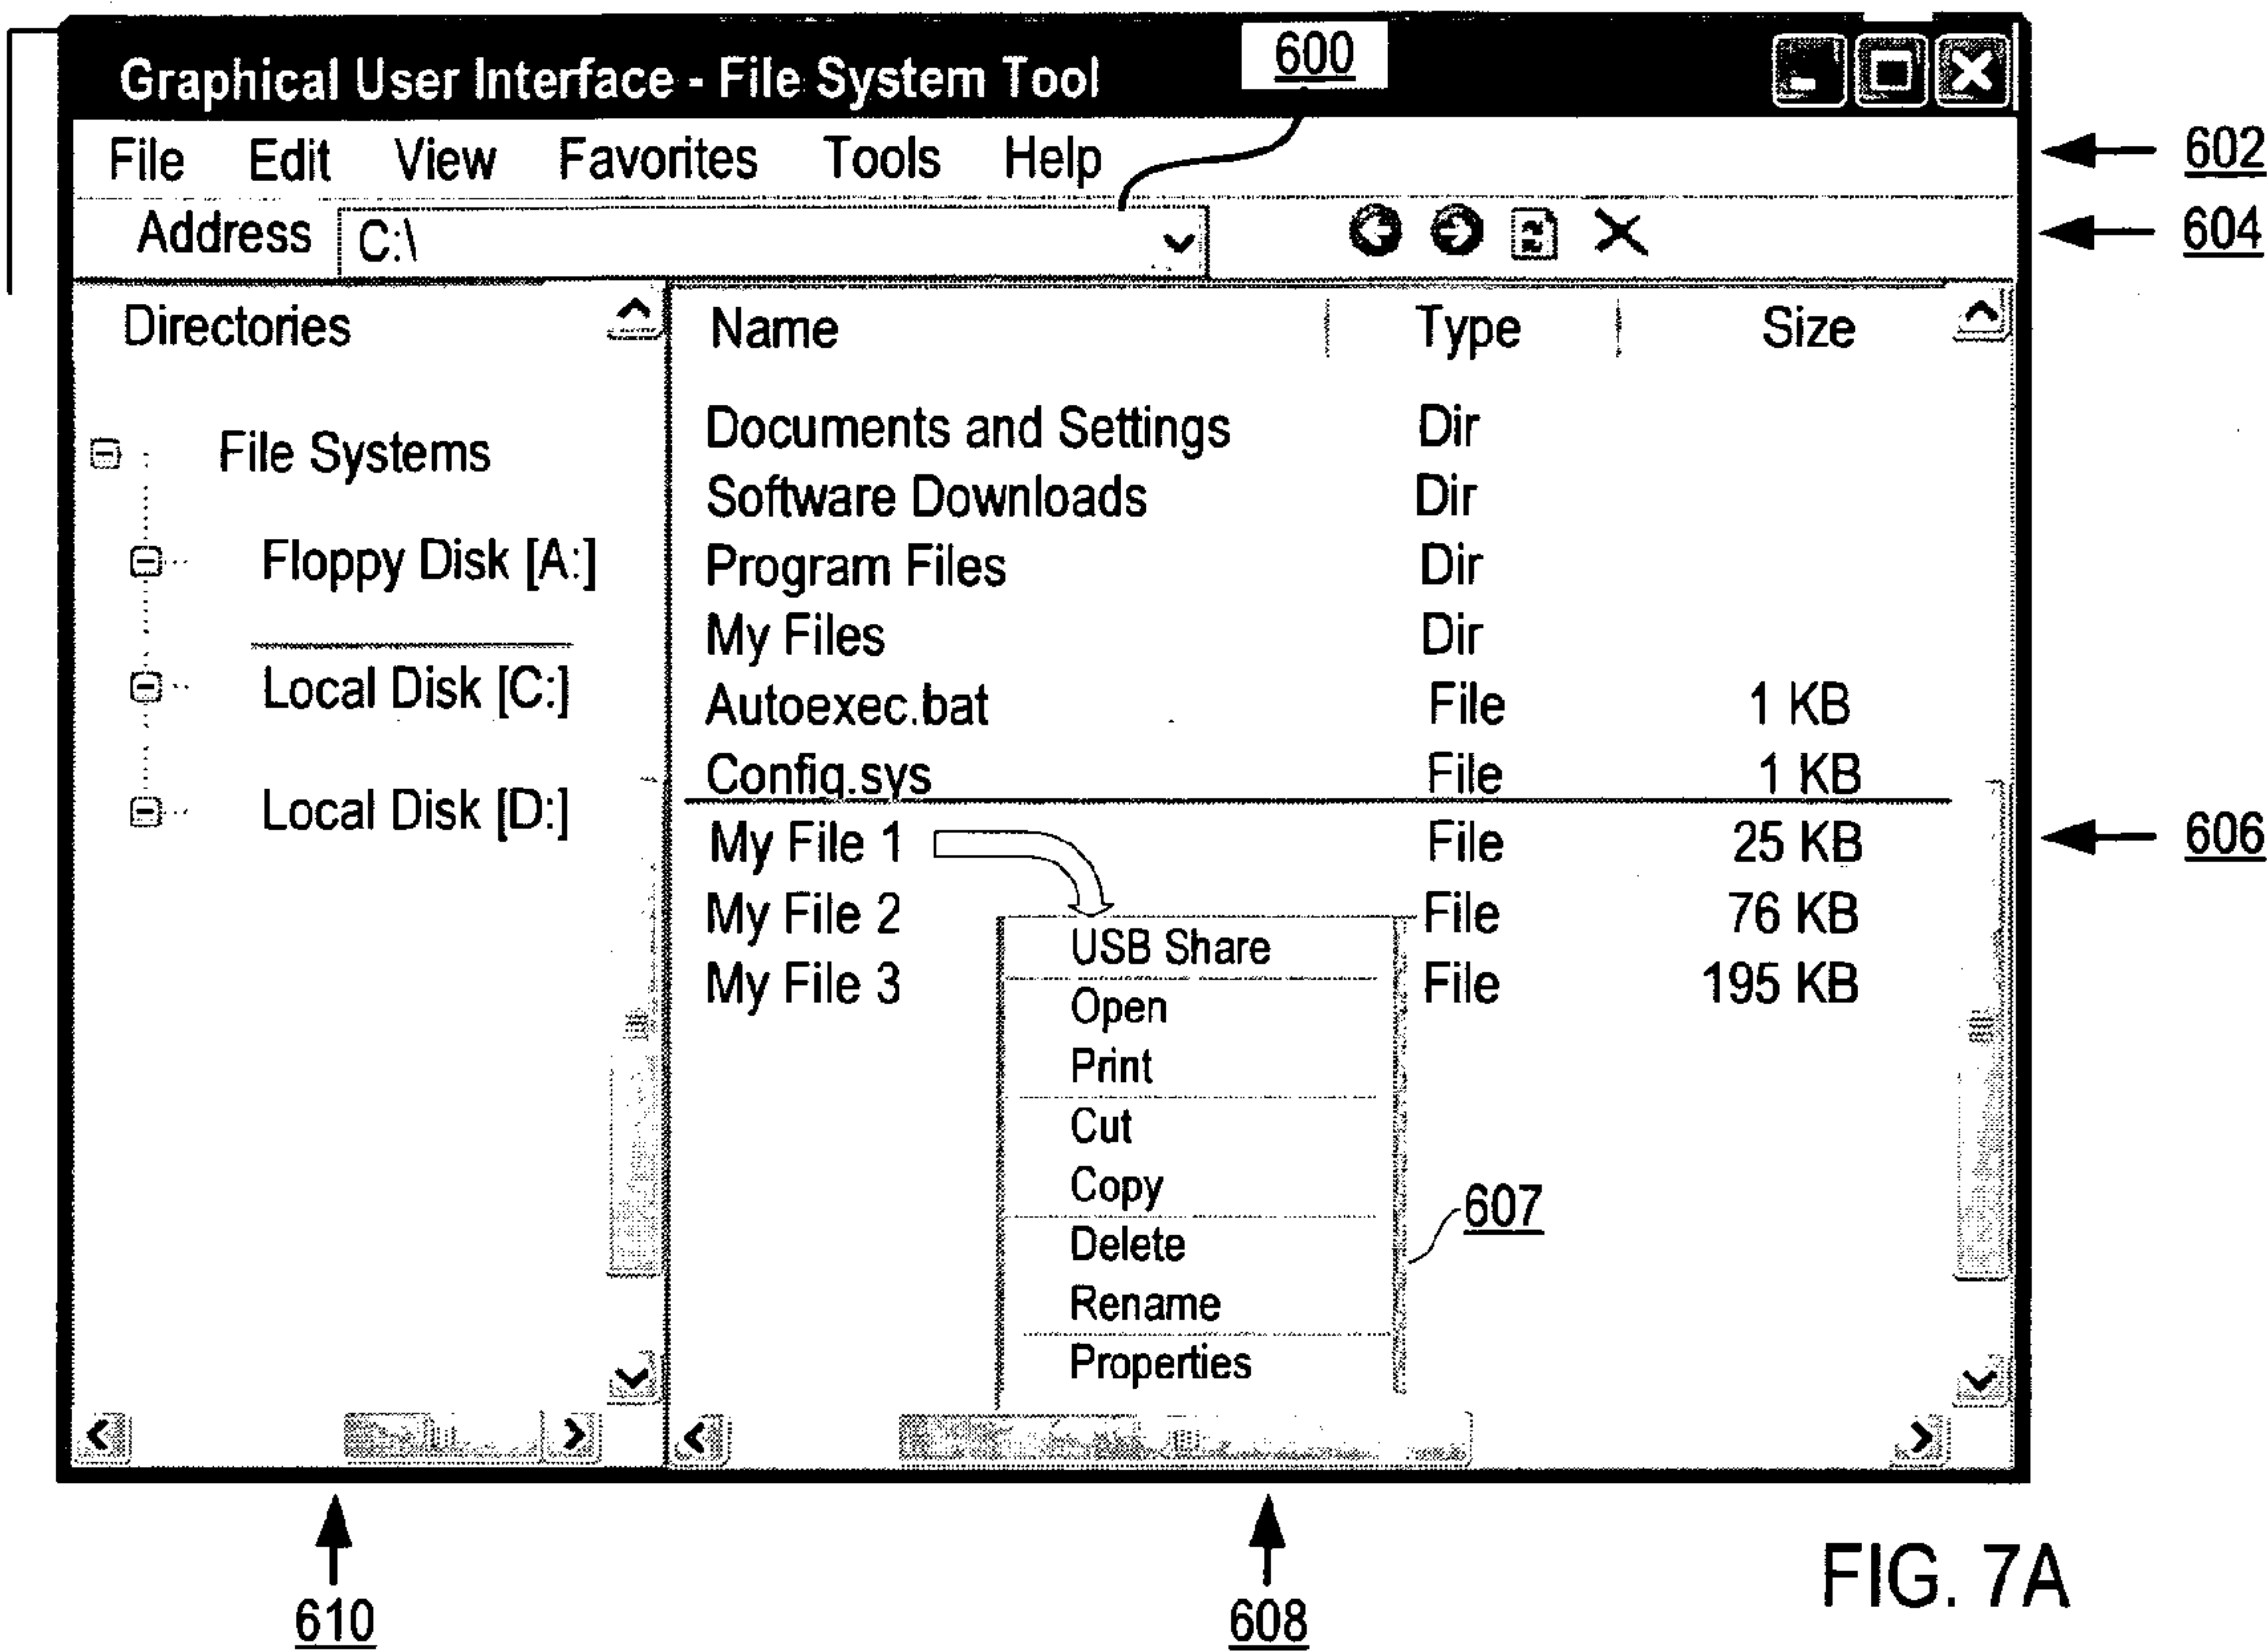 Graphical User Interface - File System Tool 600
File Edit View Favorites Tools Help 602
Address C:\ 604
Directories Name Type Size
Documents and Settings Dir
File Systems
Software Downloads Dir
Floppy Disk [A:] Program Files Dir
My Files Dir
Local Disk [C:] Autoexec.bat File 1 KB
Config.sys File 1 KB
Local Disk [D:]
My File 1 File 25 KB 606
My File 2 File 76 KB
USB Share
My File 3 File 195 KB
Open
Print
Cut
Copy
607
Delete
Rename
Properties
FIG. 7A
610 608